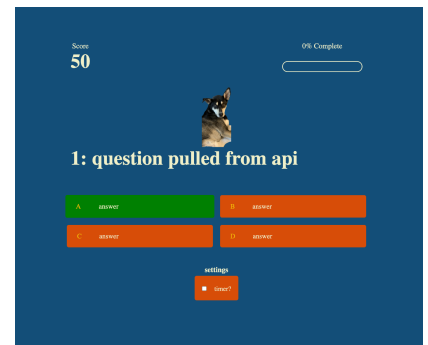 Score
0% Complete
50
1: question pulled from api
A answer
B answer
C answer
D answer
settings
timer?